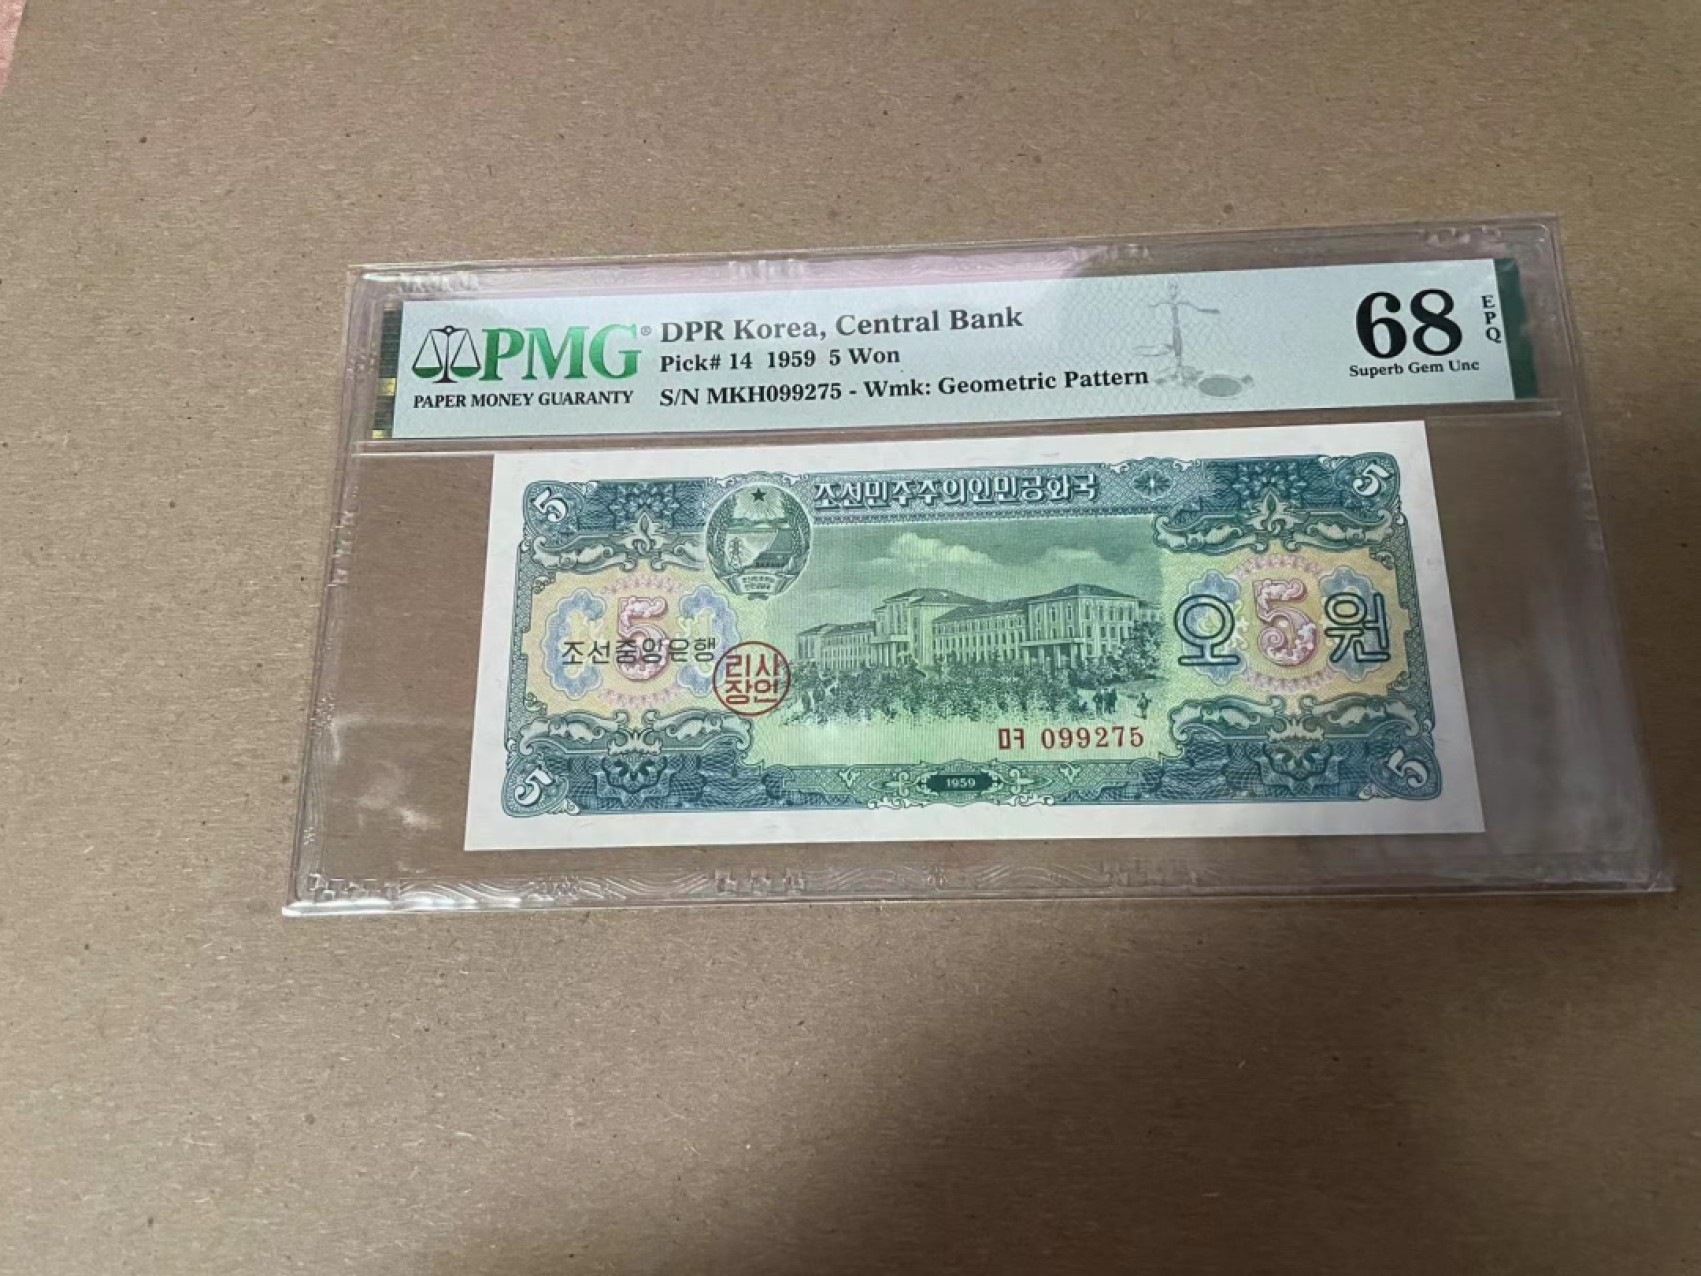 PMG®
PAPER MONEY GUARANTY
DPR Korea, Central Bank
Pick# 14 1959 5 Won
S/N MKH099275 - Wmk: Geometric Pattern
68
EPQ
Superb Gem Unc
5
조선민주주의인민공화국
5
5
조선중앙은행
리사
장인
오 5 원
ㅁㅋ 099275
5
1959
5